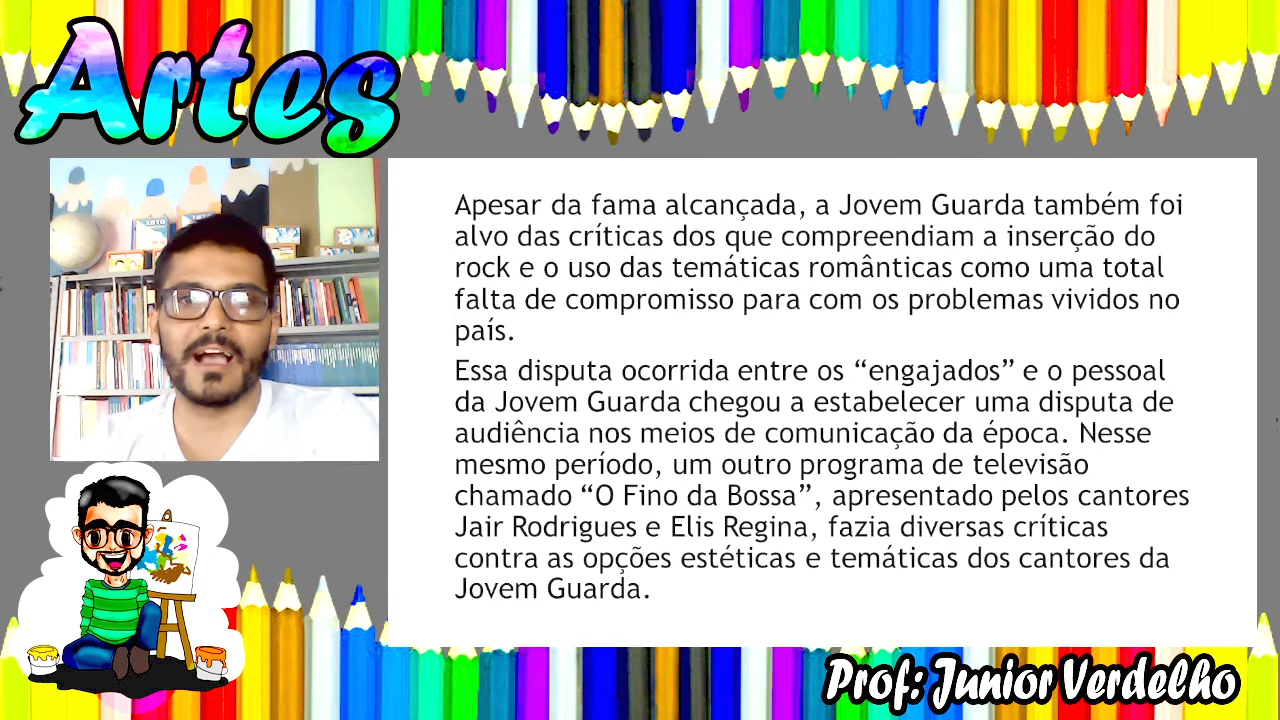 Artes
Apesar da fama alcançada, a Jovem Guarda também foi
alvo das críticas dos que compreendiam a inserção do
rock e o uso das temáticas românticas como uma total
falta de compromisso para com os problemas vividos no
país.
Essa disputa ocorrida entre os “engajados” e o pessoal
da Jovem Guarda chegou a estabelecer uma disputa de
audiência nos meios de comunicação da época. Nesse
mesmo período, um outro programa de televisão
chamado “O Fino da Bossa”, apresentado pelos cantores
Jair Rodrigues e Elis Regina, fazia diversas críticas
contra as opções estéticas e temáticas dos cantores da
Jovem Guarda.
Prof: Junior Verdelho